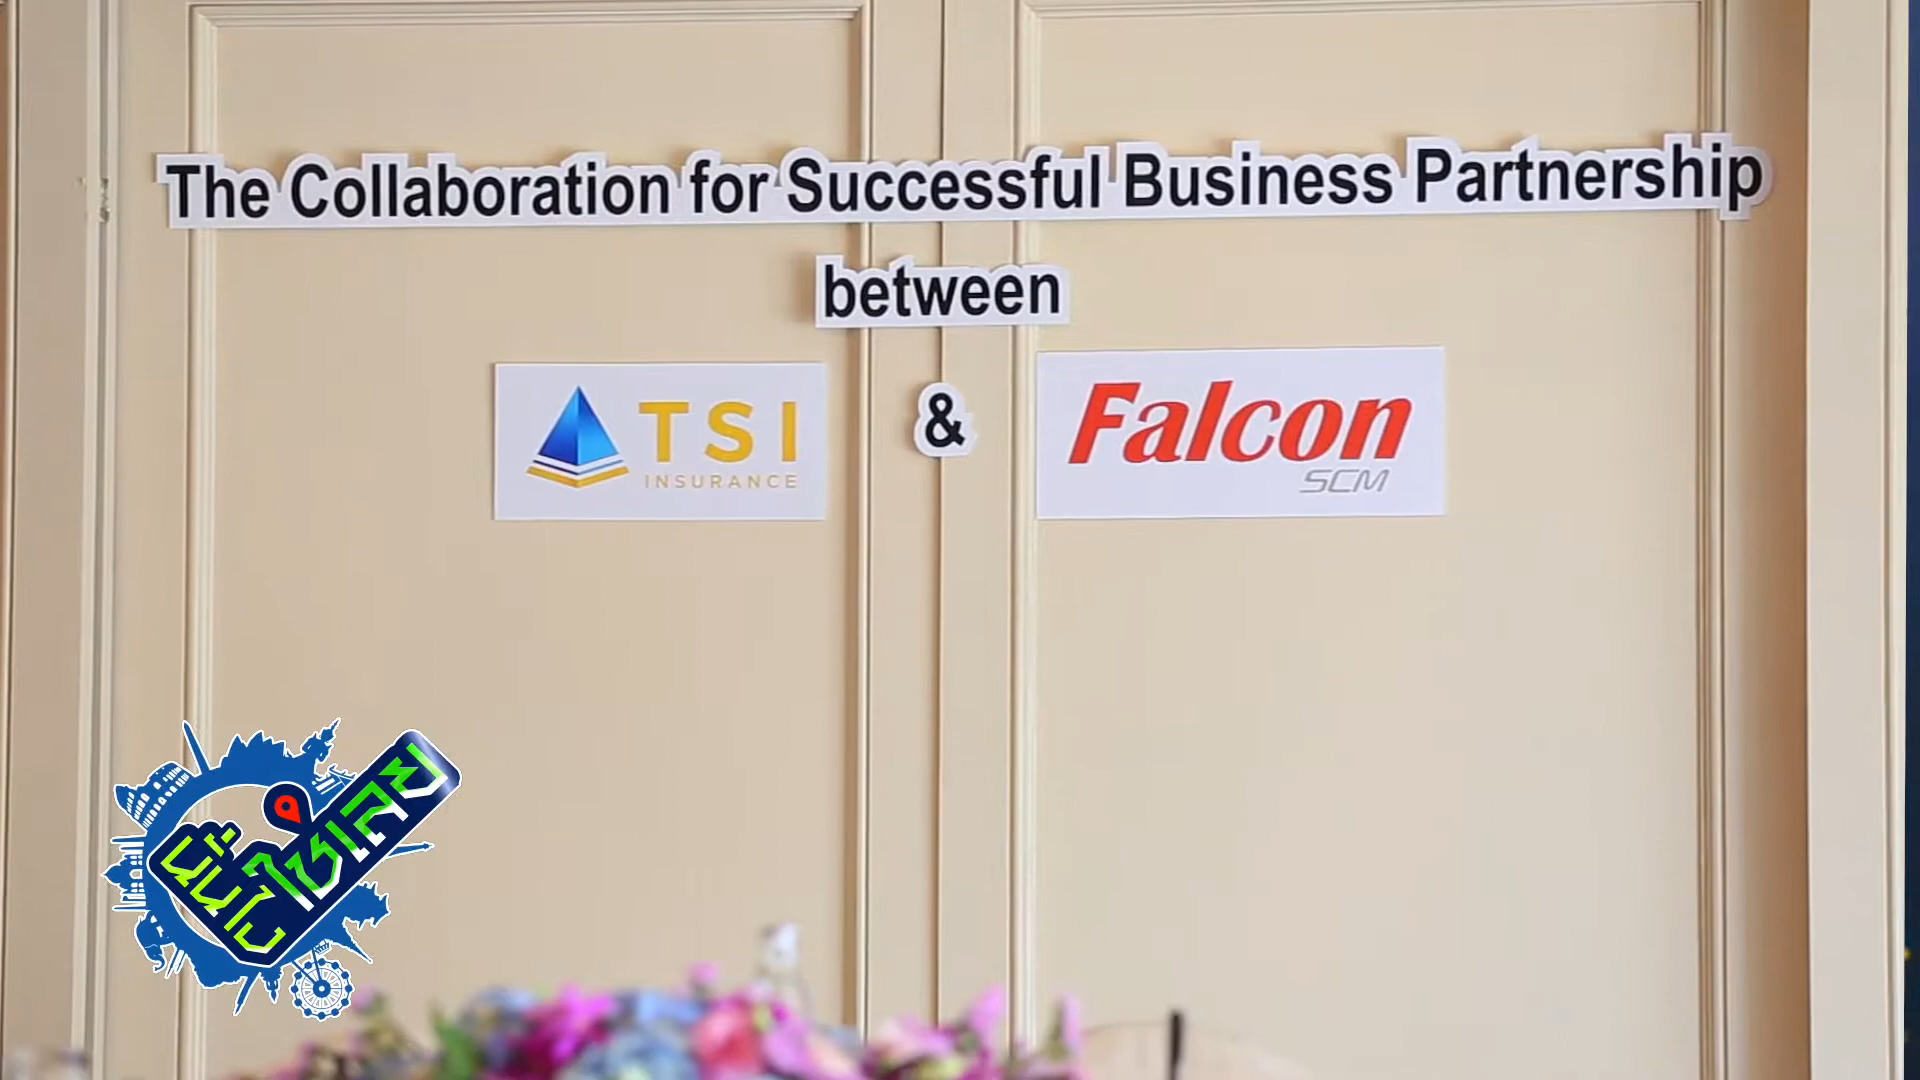 The Collaboration for Successful Business Partnership
between
TSI
INSURANCE
&
Falcon
SCM